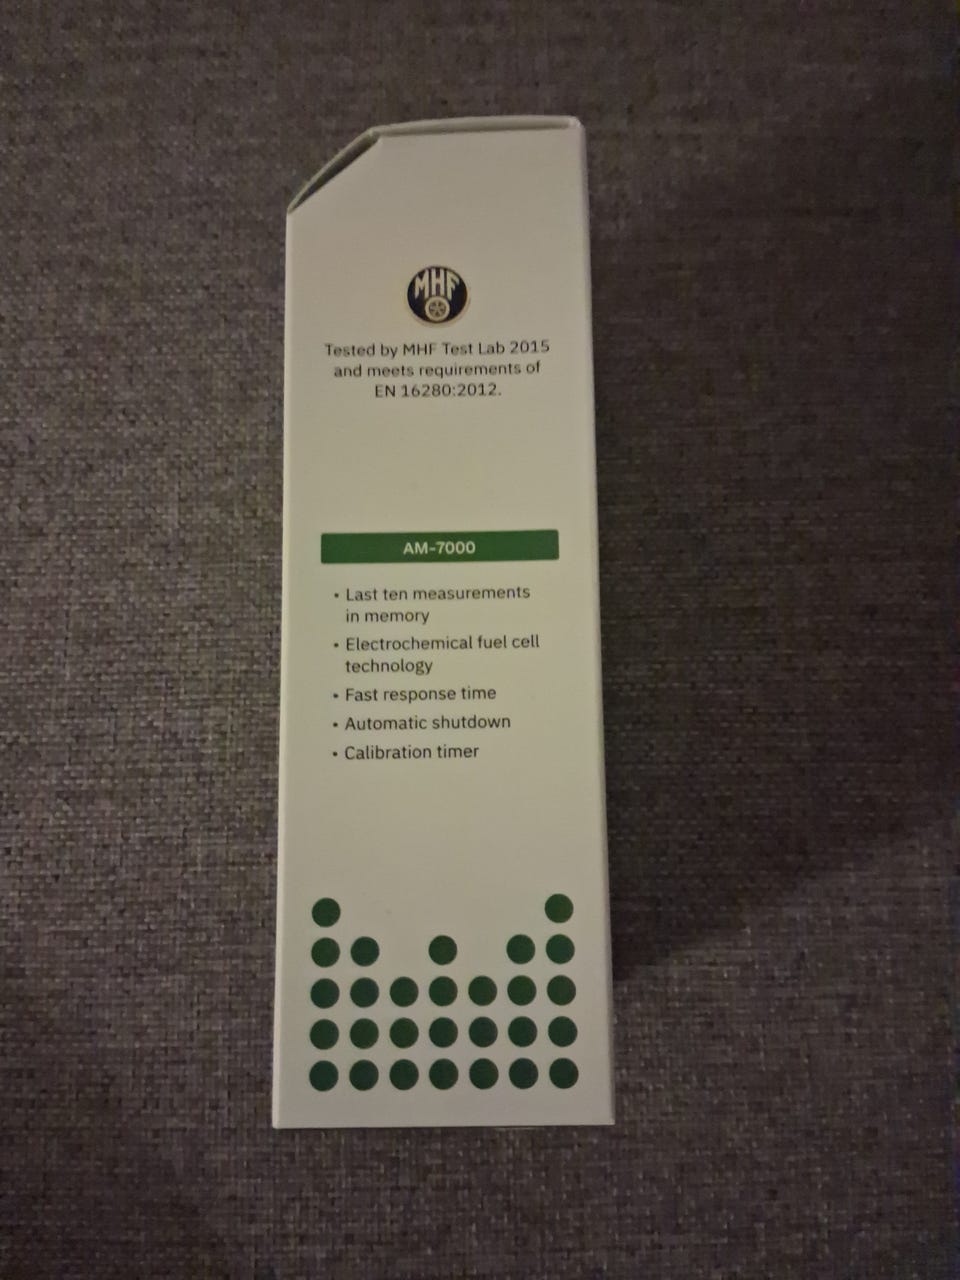 MHF
Tested by MHF Test Lab 2015
and meets requirements of
EN 16280:2012.
AM-7000
• Last ten measurements
in memory
• Electrochemical fuel cell
technology
• Fast response time
• Automatic shutdown
• Calibration timer